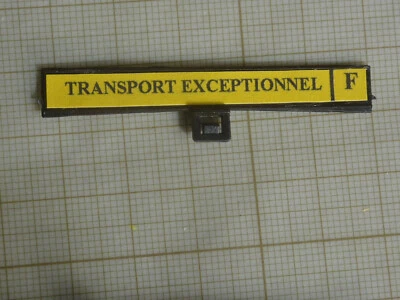 TRANSPORT EXCEPTIONNEL | F